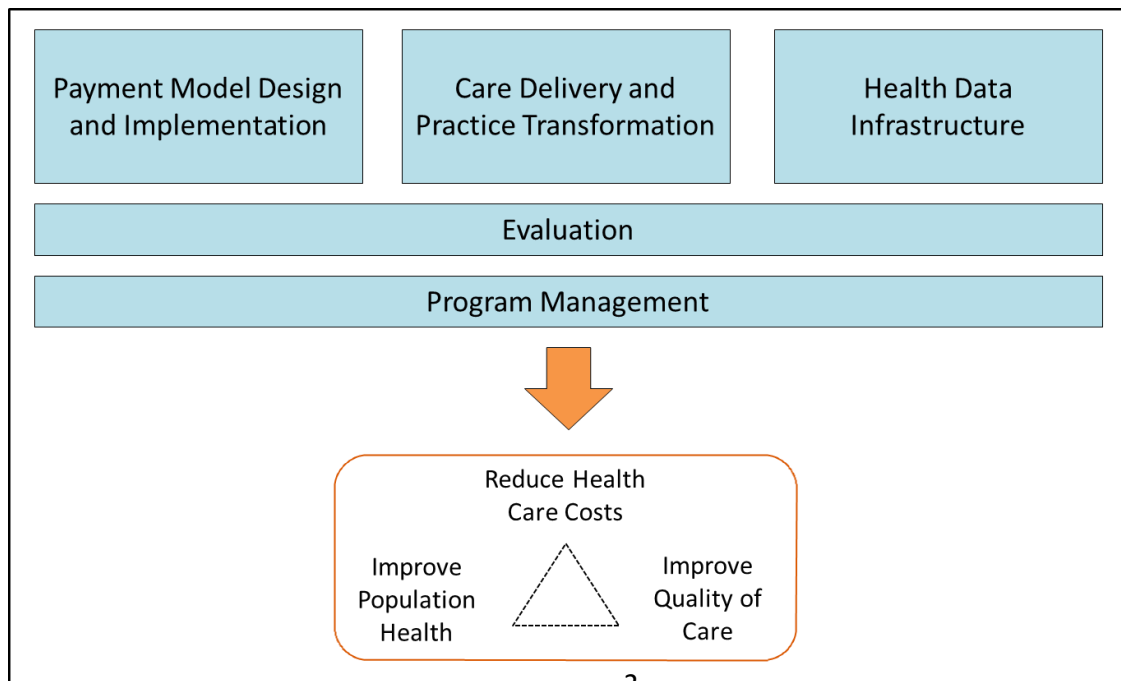 Payment Model Design
and Implementation
Care Delivery and
Practice Transformation
Health Data
Infrastructure
Evaluation
Program Management
Reduce Health
Care Costs
Improve
Population
Health
Improve
Quality of
Care